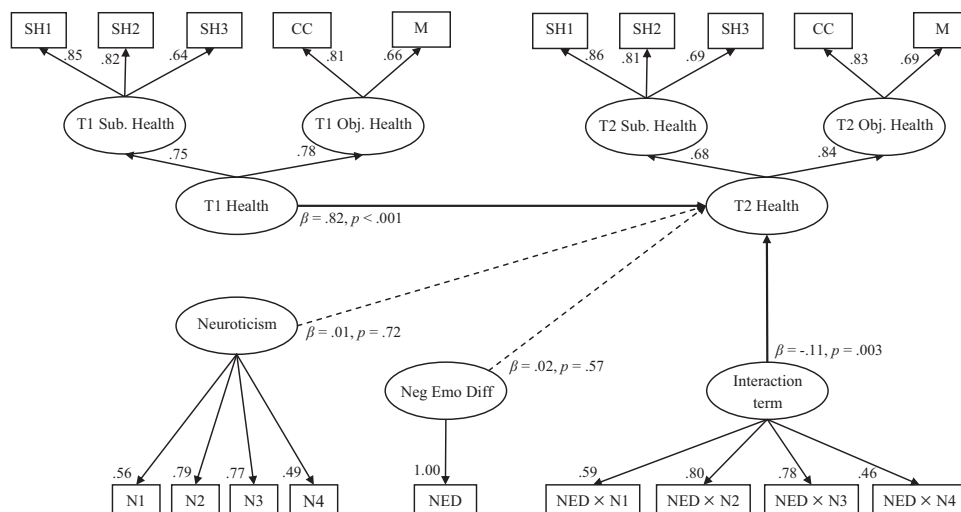 SH1 SH2 SH3 CC M SH1 SH2 SH3 CC M
.85 .82 .64 .81 .66 .86 .81 .69 .83 .69
T1 Sub. Health T1 Obj. Health T2 Sub. Health T2 Obj. Health
.75 .78 .68 .84
T1 Health T2 Health
β = .82, p < .001
Neuroticism
β = .01, p = .72
β = -.11, p = .003
β = .02, p = .57
Neg Emo Diff
Interaction
term
.56 .79 .77 .49 1.00 .59 .80 .78 .46
N1 N2 N3 N4 NED NED × N1 NED × N2 NED × N3 NED × N4